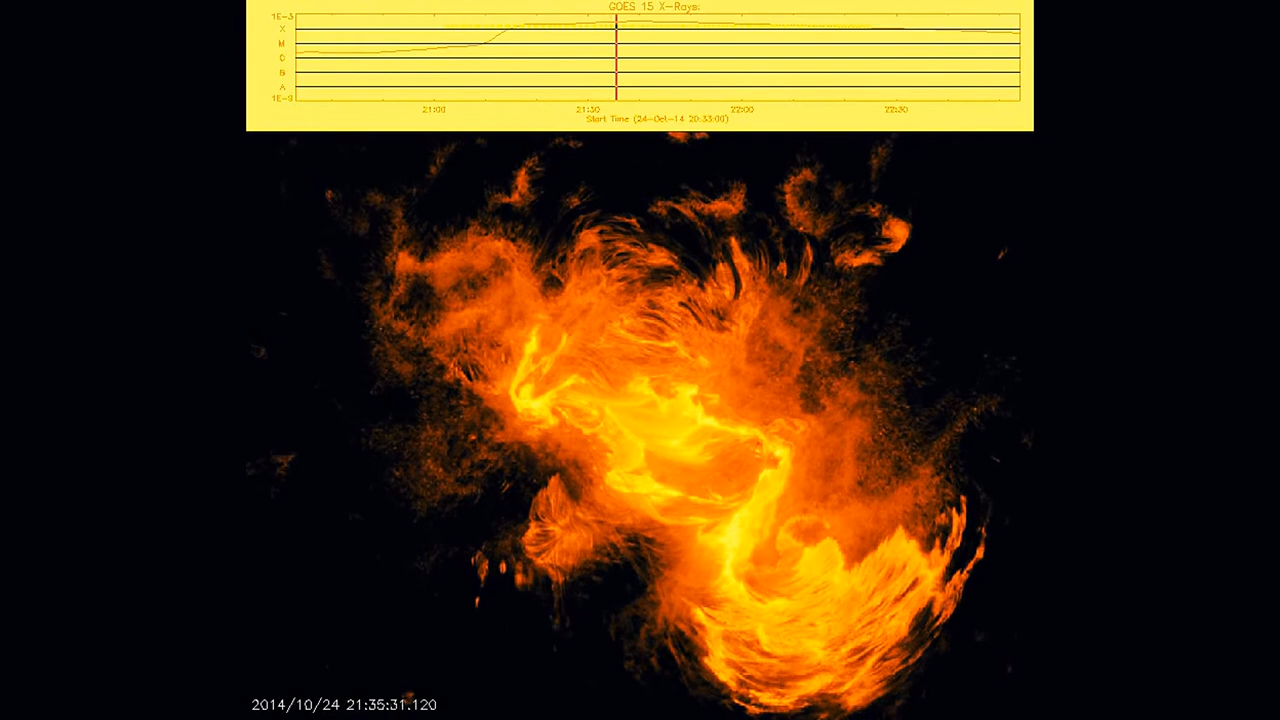 GOES 15 X-Rays:
1E-3
X
M
C
B
A
1E-9
21:00 21:30 22:00 22:30
Start Time (24-Oct-14 20:33:00)
2014/10/24 21:35:31.120